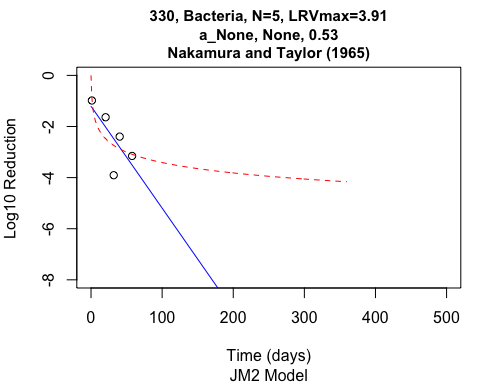 330, Bacteria, N=5, LRVmax=3.91
a_None, None, 0.53
Nakamura and Taylor (1965)
Log10 Reduction
0
-2
-4
-6
-8
0 100 200 300 400 500
Time (days)
JM2 Model